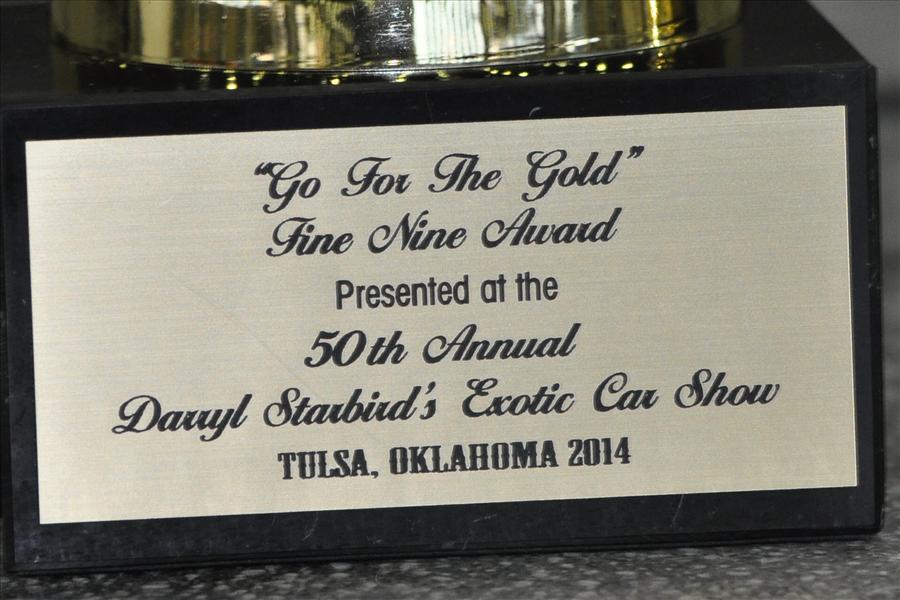 “Go For The Gold”
Fine Nine Award
Presented at the
50th Annual
Darryl Starbird's Exotic Car Show
TULSA, OKLAHOMA 2014